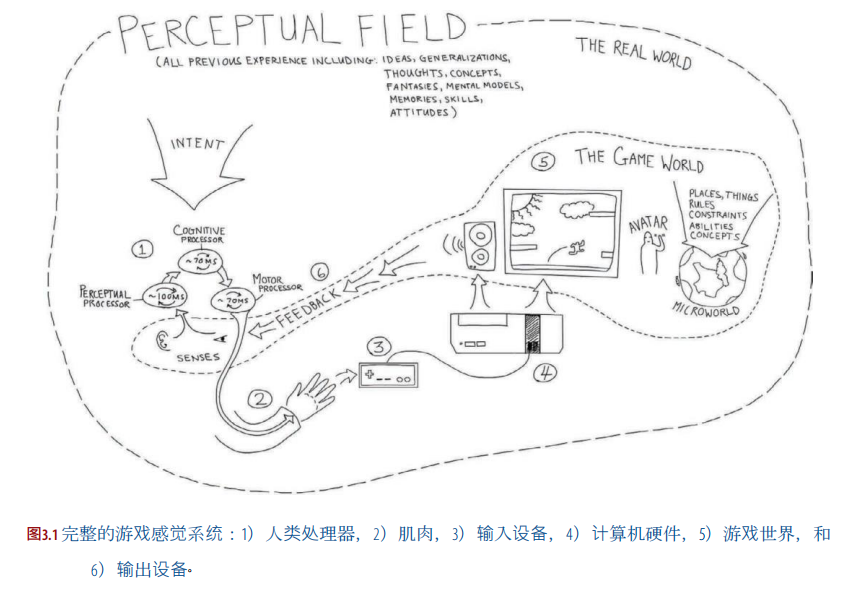 PERCEPTUAL FIELD
(ALL PREVIOUS EXPERIENCE INCLUDING: IDEAS, GENERALIZATIONS,
THOUGHTS, CONCEPTS,
FANTASIES, MENTAL MODELS,
MEMORIES, SKILLS,
ATTITUDES)
THE REAL WORLD
INTENT
5
THE GAME WORLD
PLACES, THINGS
RULES
CONSTRAINTS
ABILITIES
CONCEPTS
AVATAR
MICROWORLD
1
COGNITIVE
PROCESSOR
~70MS
PERCEPTUAL
PROCESSOR
~100MS
MOTOR
PROCESSOR
~70MS
6
FEEDBACK
SENSES
2
3
4
图3.1 完整的游戏感觉系统：1）人类处理器，2）肌肉，3）输入设备，4）计算机硬件，5）游戏世界，和
6）输出设备。